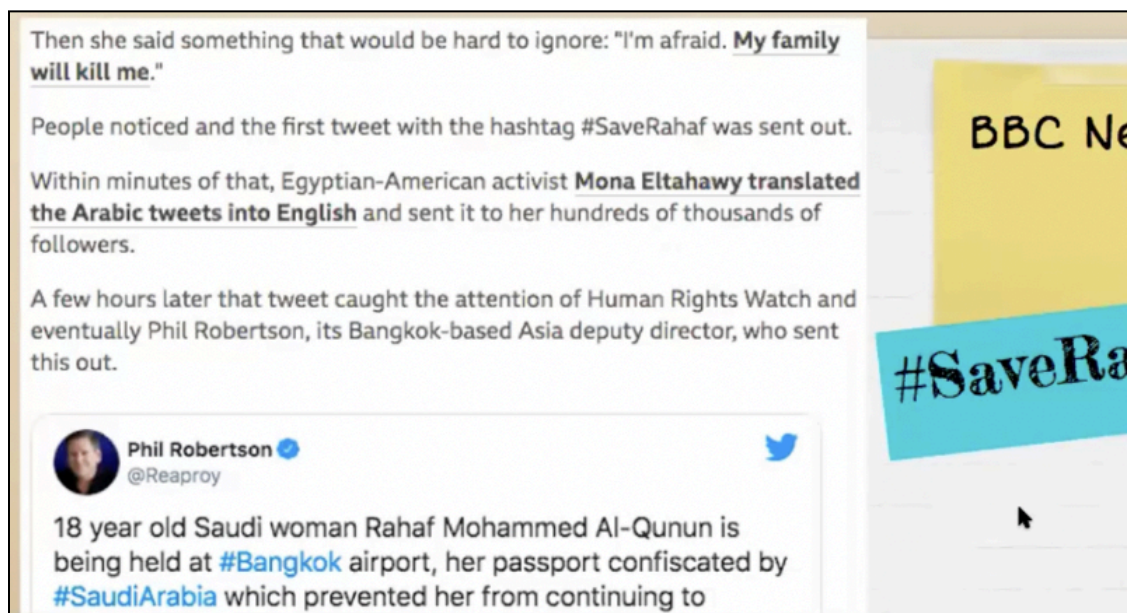 Then she said something that would be hard to ignore: "I'm afraid. My family
will kill me."
People noticed and the first tweet with the hashtag #SaveRahaf was sent out.
Within minutes of that, Egyptian-American activist Mona Eltahawy translated
the Arabic tweets into English and sent it to her hundreds of thousands of
followers.
A few hours later that tweet caught the attention of Human Rights Watch and
eventually Phil Robertson, its Bangkok-based Asia deputy director, who sent
this out.
Phil Robertson
@Reaproy
18 year old Saudi woman Rahaf Mohammed Al-Qunun is
being held at #Bangkok airport, her passport confiscated by
#SaudiArabia which prevented her from continuing to
BBC Ne
#SaveRa